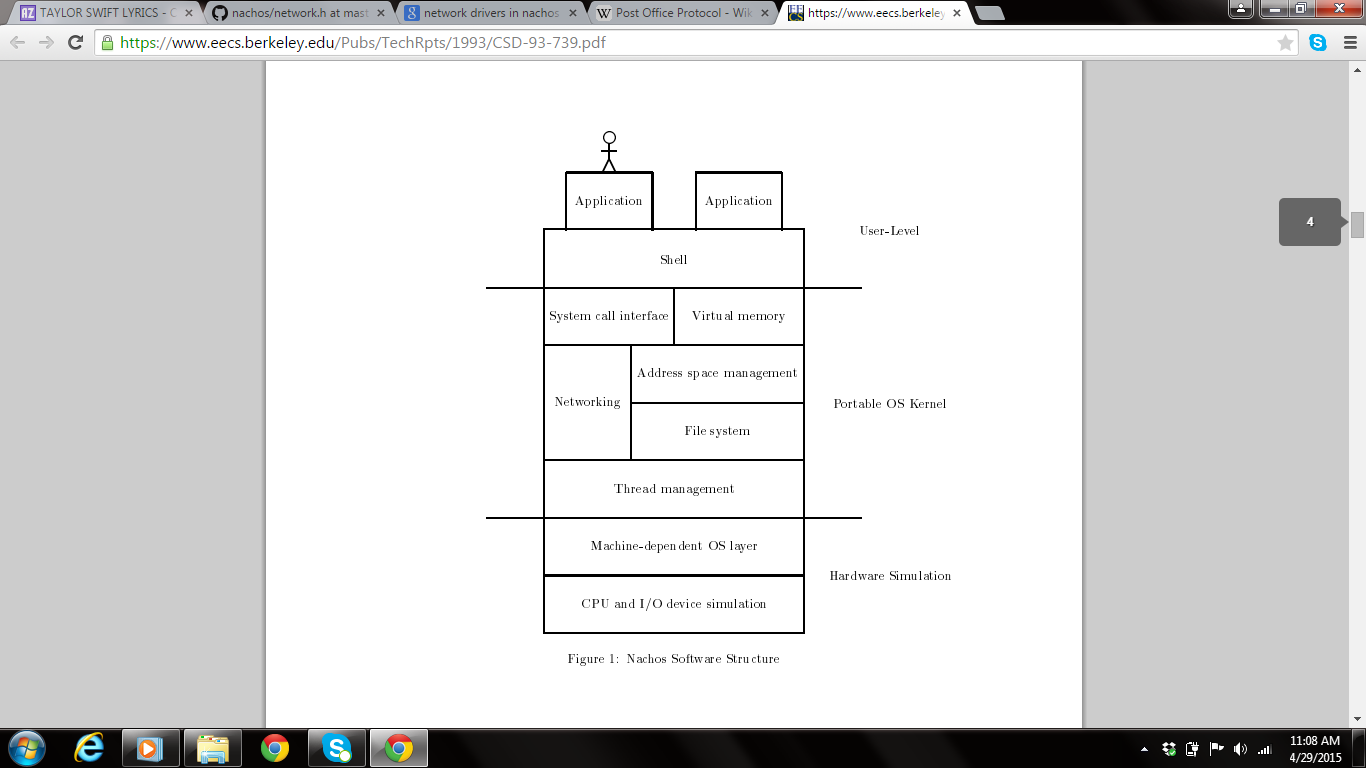 TAYLOR SWIFT LYRICS - C
nachos/network.h at mast
network drivers in nachos
Post Office Protocol - Wik
https://www.eecs.berkeley
https://www.eecs.berkeley.edu/Pubs/TechRpts/1993/CSD-93-739.pdf
Application
Application
4
User-Level
Shell
System call interface
Virtual memory
Address space management
Networking
Portable OS Kernel
File system
Thread management
Machine-dependent OS layer
Hardware Simulation
CPU and I/O device simulation
Figure 1: Nachos Software Structure
11:08 AM
4/29/2015